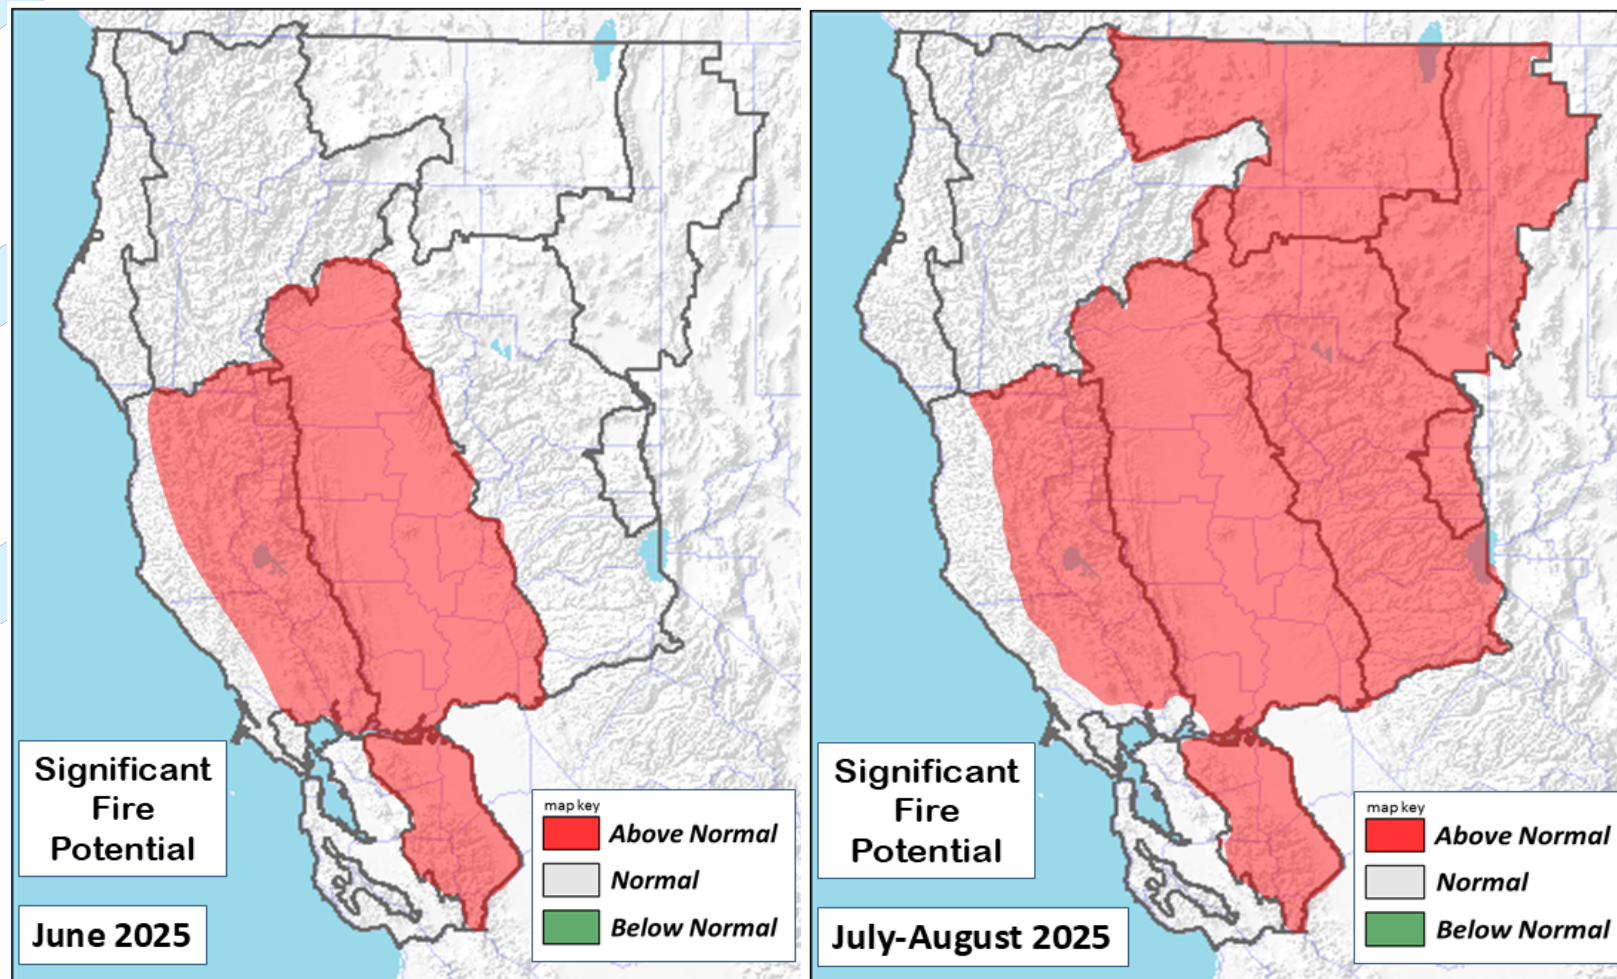 Significant
Fire
Potential
June 2025
map key
Above Normal
Normal
Below Normal
Significant
Fire
Potential
July-August 2025
map key
Above Normal
Normal
Below Normal